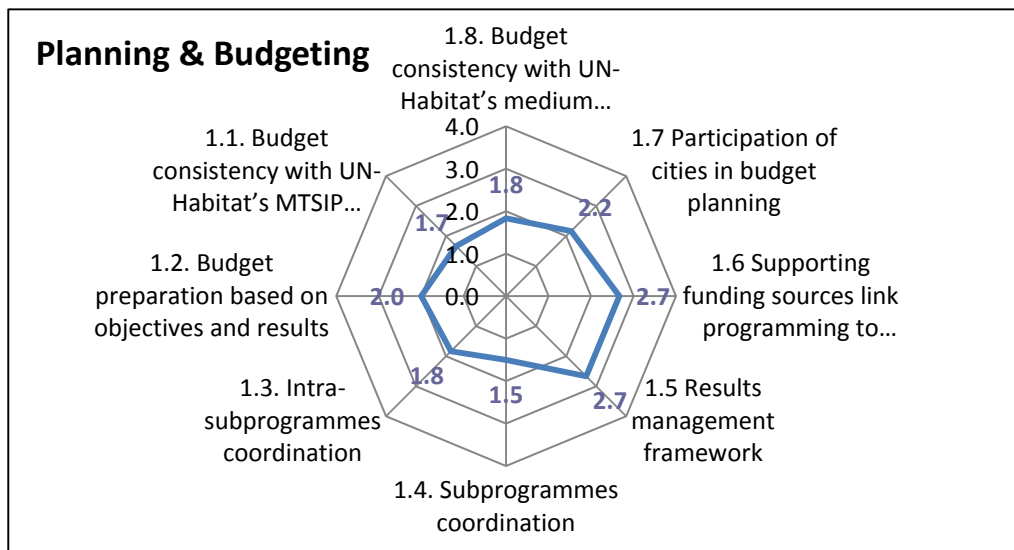 Planning & Budgeting
1.8. Budget
consistency with UN-
Habitat's medium…
1.1. Budget
consistency with UN-
Habitat's MTSIP…
1.7 Participation of
cities in budget
planning
4.0
3.0
2.0
1.0
0.0
1.8
2.2
1.7
1.2. Budget
preparation based on
objectives and results
2.0
2.7
1.6 Supporting
funding sources link
programming to…
1.3. Intra-
subprogrammes
coordination
1.8
1.5
2.7
1.5 Results
management
framework
1.4. Subprogrammes
coordination